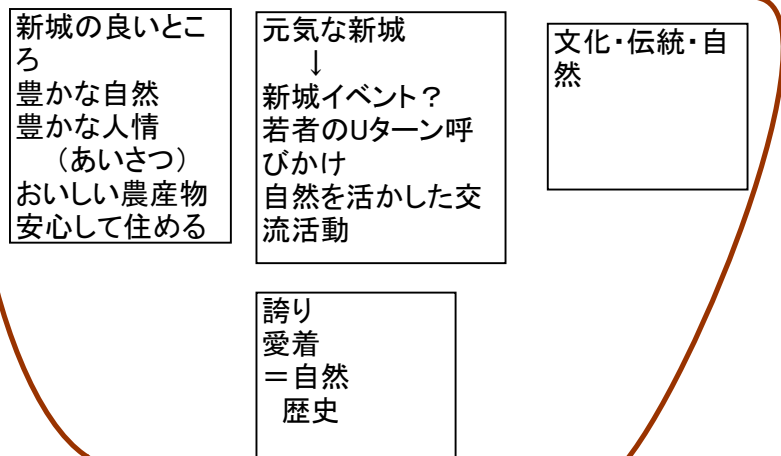 新城の良いとこ
ろ
豊かな自然
豊かな人情
（あいさつ）
おいしい農産物
安心して住める
元気な新城
↓
新城イベント？
若者のUターン呼
びかけ
自然を活かした交
流活動
文化・伝統・自
然
誇り
愛着
＝自然
歴史